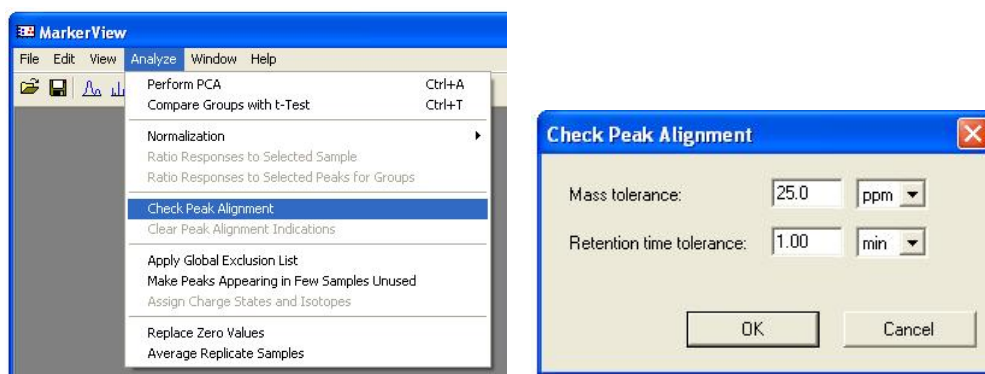 MarkerView
File Edit View Analyze Window Help
Perform PCA Ctrl+A
Compare Groups with t-Test Ctrl+T
Normalization
Ratio Responses to Selected Sample
Ratio Responses to Selected Peaks for Groups
Check Peak Alignment
Clear Peak Alignment Indications
Apply Global Exclusion List
Make Peaks Appearing in Few Samples Unused
Assign Charge States and Isotopes
Replace Zero Values
Average Replicate Samples
Check Peak Alignment
Mass tolerance: 25.0 ppm
Retention time tolerance: 1.00 min
OK Cancel